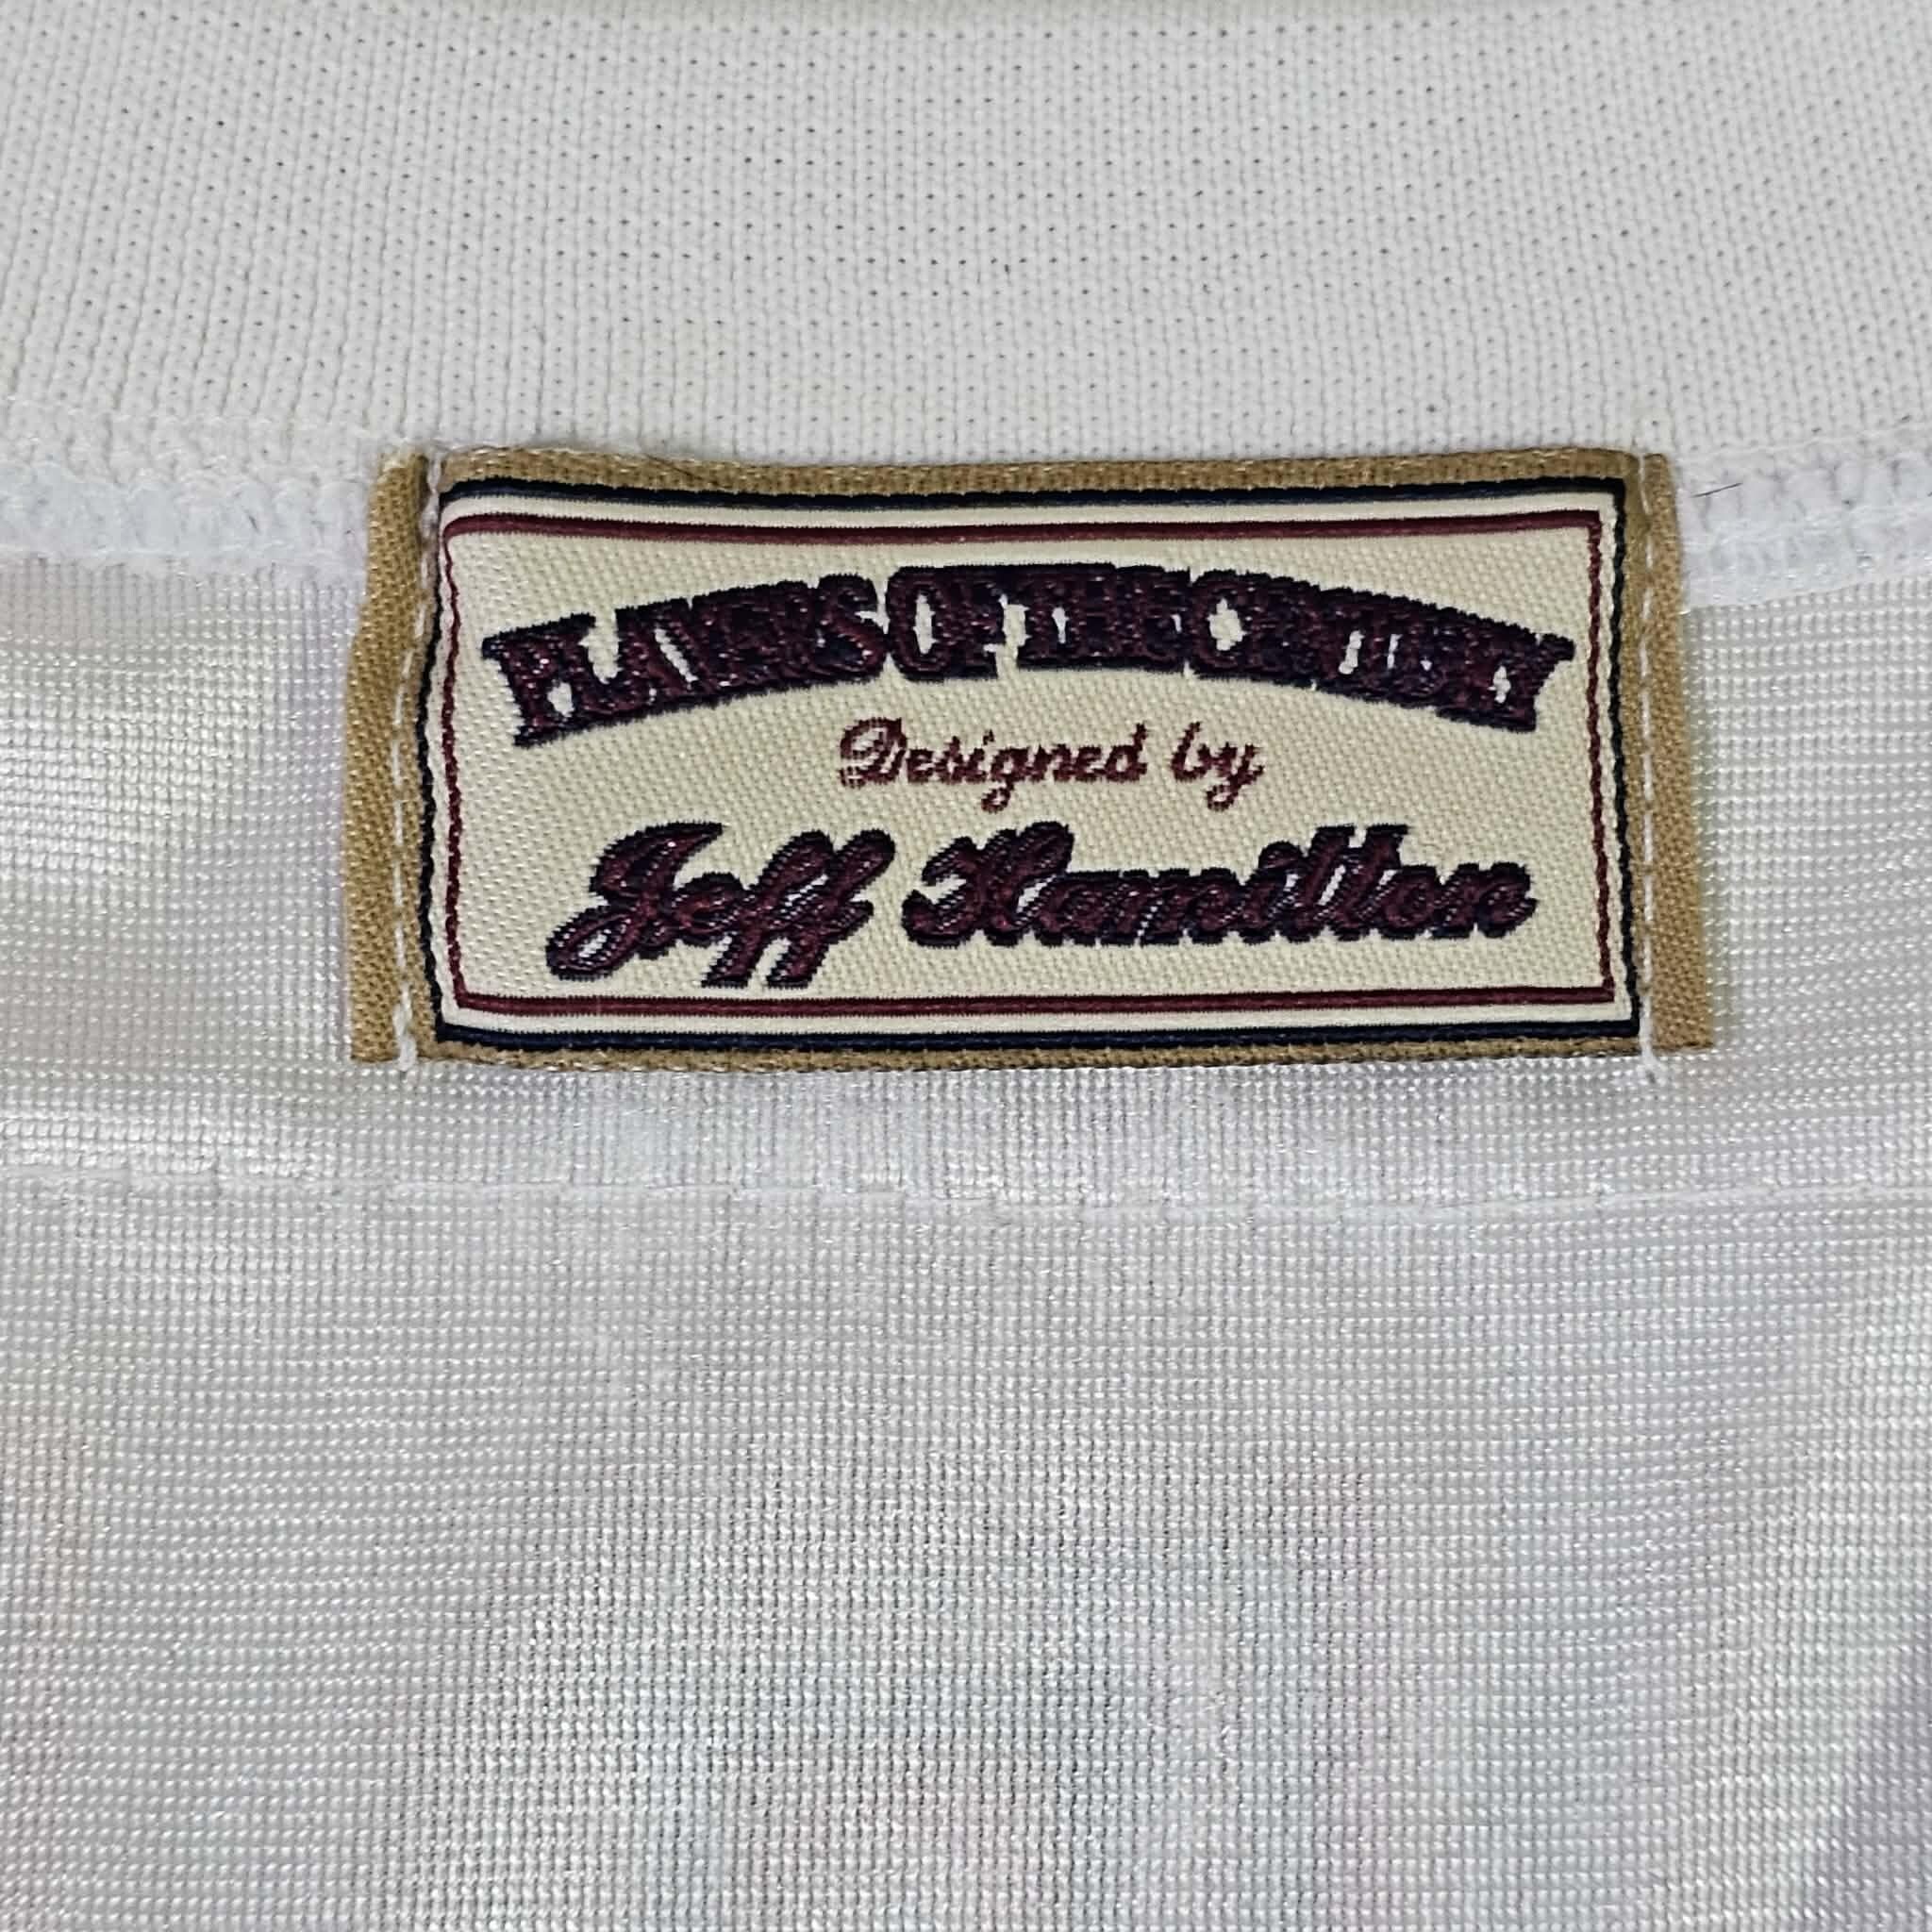 PLAYERS OF THE CENTURY
Designed by
Jeff Hamilton